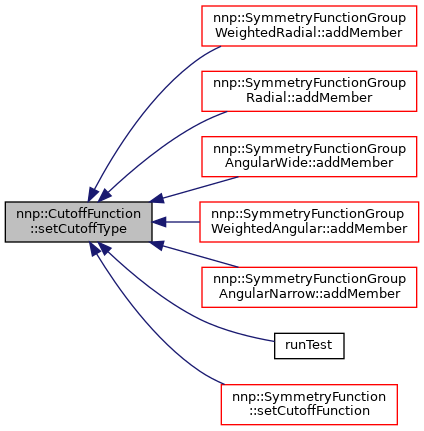 nnp::SymmetryFunctionGroup
WeightedRadial::addMember
nnp::SymmetryFunctionGroup
Radial::addMember
nnp::SymmetryFunctionGroup
AngularWide::addMember
nnp::CutoffFunction
::setCutoffType
nnp::SymmetryFunctionGroup
WeightedAngular::addMember
nnp::SymmetryFunctionGroup
AngularNarrow::addMember
runTest
nnp::SymmetryFunction
::setCutoffFunction